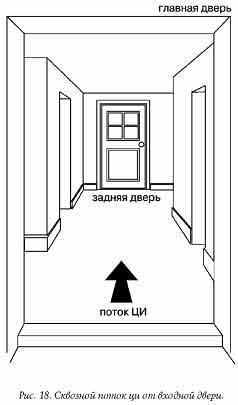 главная дверь
задняя дверь
поток ЦИ
Рис. 18. Сквозной поток ци от входной двери.